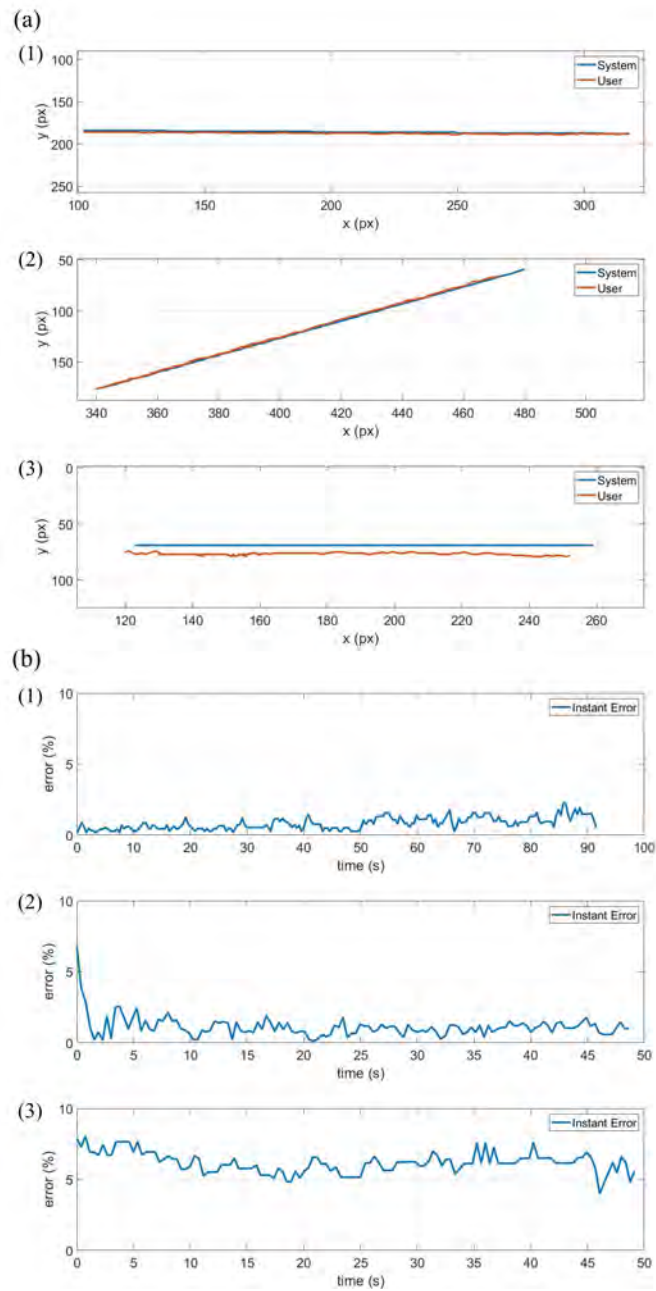 (a)
(1)
100
150
200
250
y (px)
System
User
100 150 200 250 300
x (px)
(2)
50
100
150
y (px)
System
User
340 360 380 400 420 440 460 480 500
x (px)
(3)
0
50
100
y (px)
System
User
120 140 160 180 200 220 240 260
x (px)
(b)
(1)
10
5
0
error (%)
Instant Error
0 10 20 30 40 50 60 70 80 90 100
time (s)
(2)
10
5
0
error (%)
Instant Error
0 5 10 15 20 25 30 35 40 45 50
time (s)
(3)
10
5
0
error (%)
Instant Error
0 5 10 15 20 25 30 35 40 45 50
time (s)